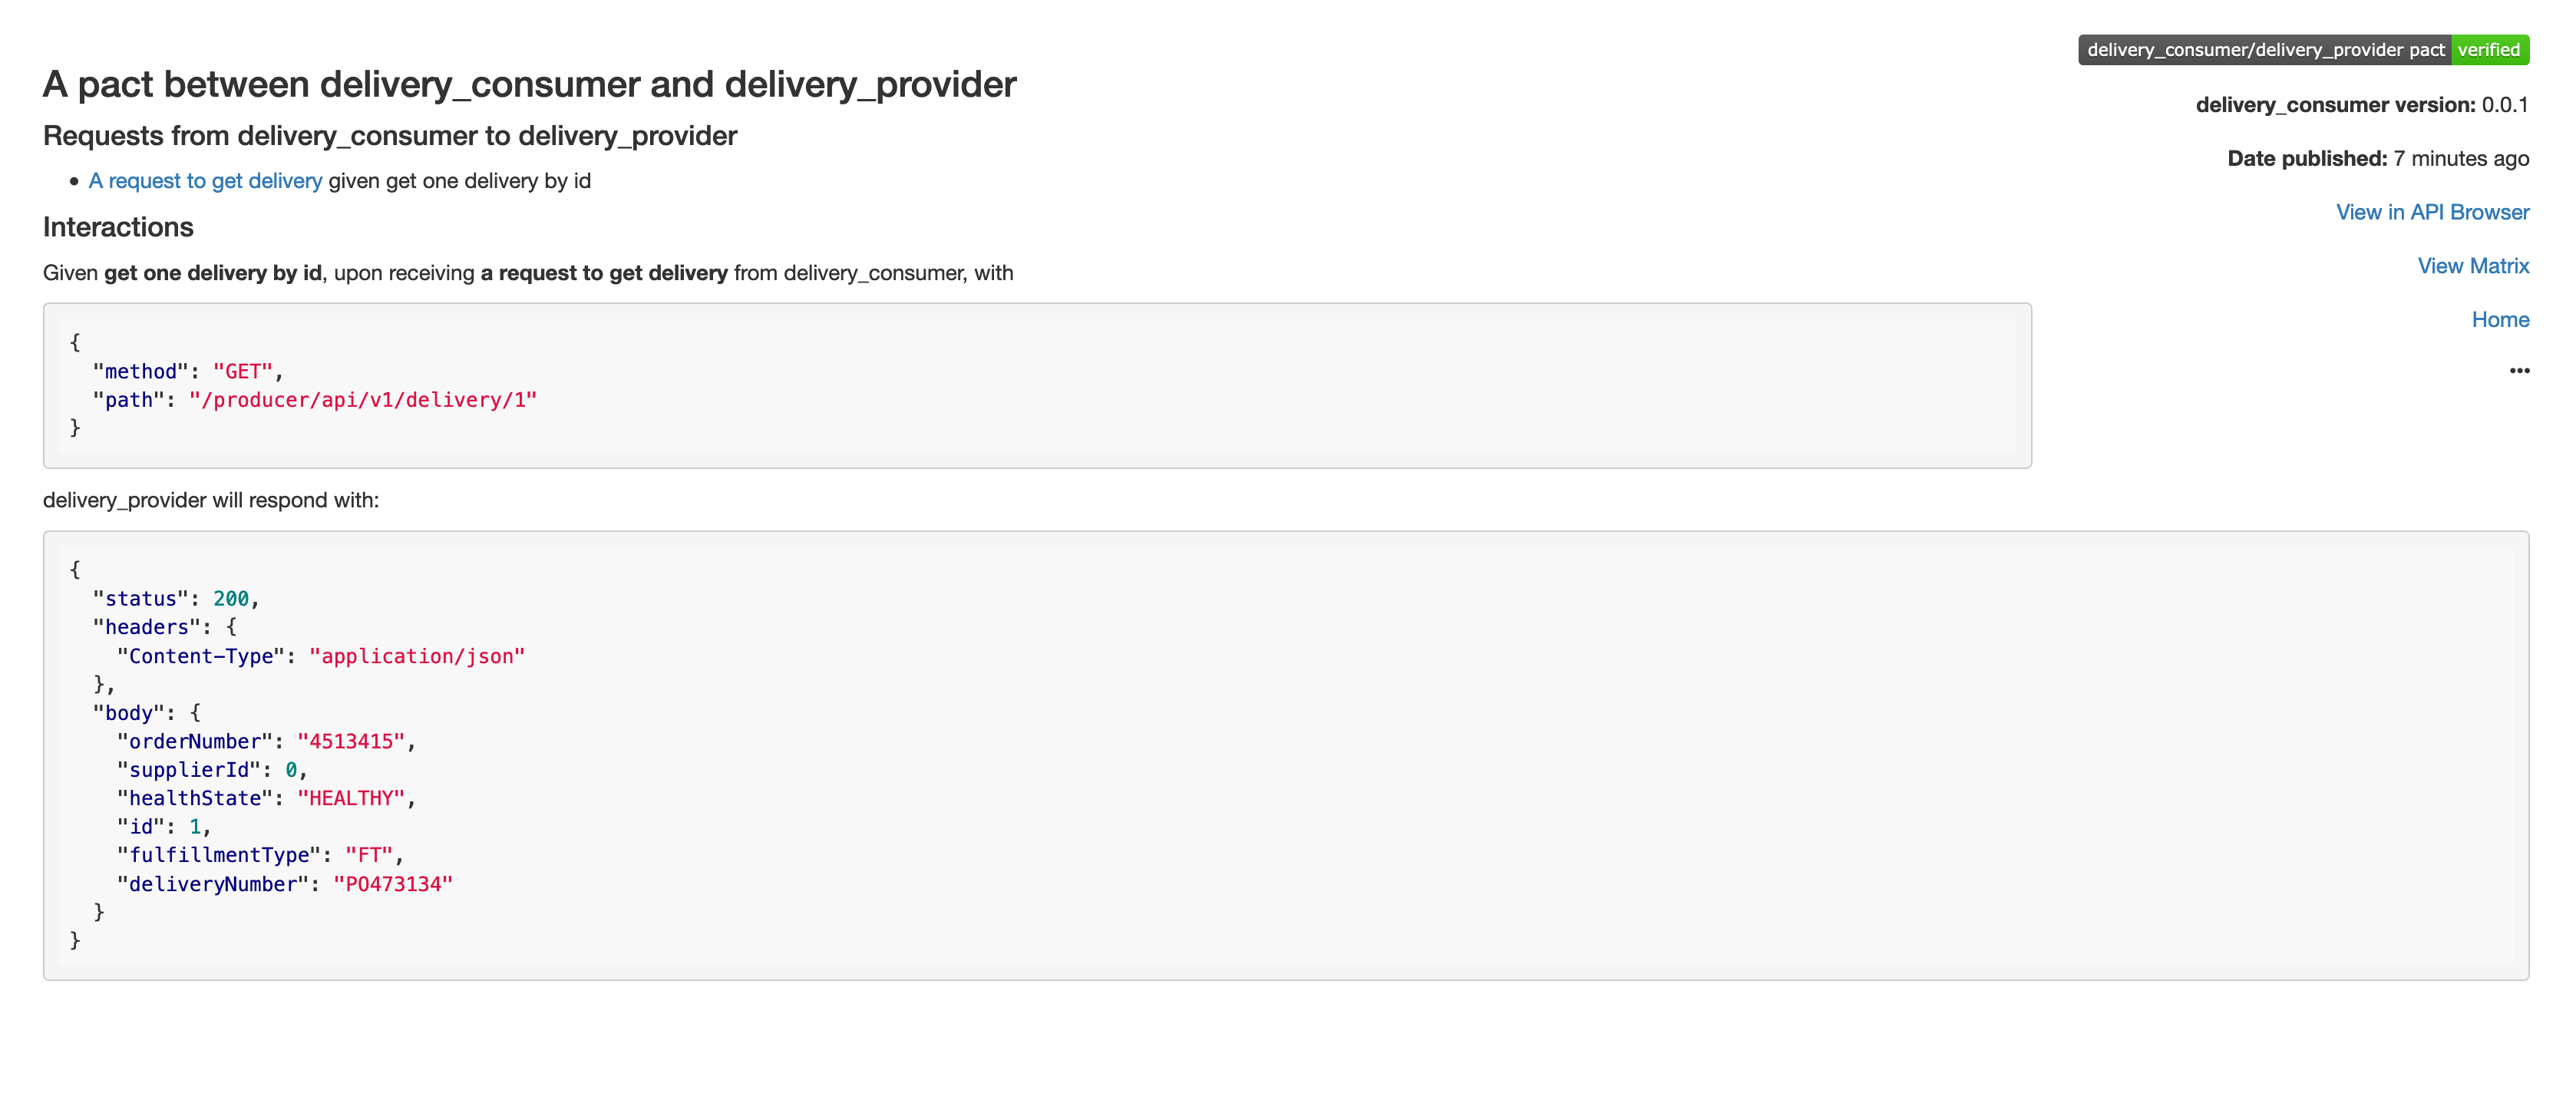 delivery_consumer/delivery_provider pact verified
A pact between delivery_consumer and delivery_provider
delivery_consumer version: 0.0.1
Requests from delivery_consumer to delivery_provider
Date published: 7 minutes ago
• A request to get delivery given get one delivery by id
View in API Browser
Interactions
View Matrix
Given get one delivery by id, upon receiving a request to get delivery from delivery_consumer, with
Home
•••
{
  "method": "GET",
  "path": "/producer/api/v1/delivery/1"
}
delivery_provider will respond with:
{
  "status": 200,
  "headers": {
    "Content-Type": "application/json"
  },
  "body": {
    "orderNumber": "4513415",
    "supplierId": 0,
    "healthState": "HEALTHY",
    "id": 1,
    "fulfillmentType": "FT",
    "deliveryNumber": "PO473134"
  }
}